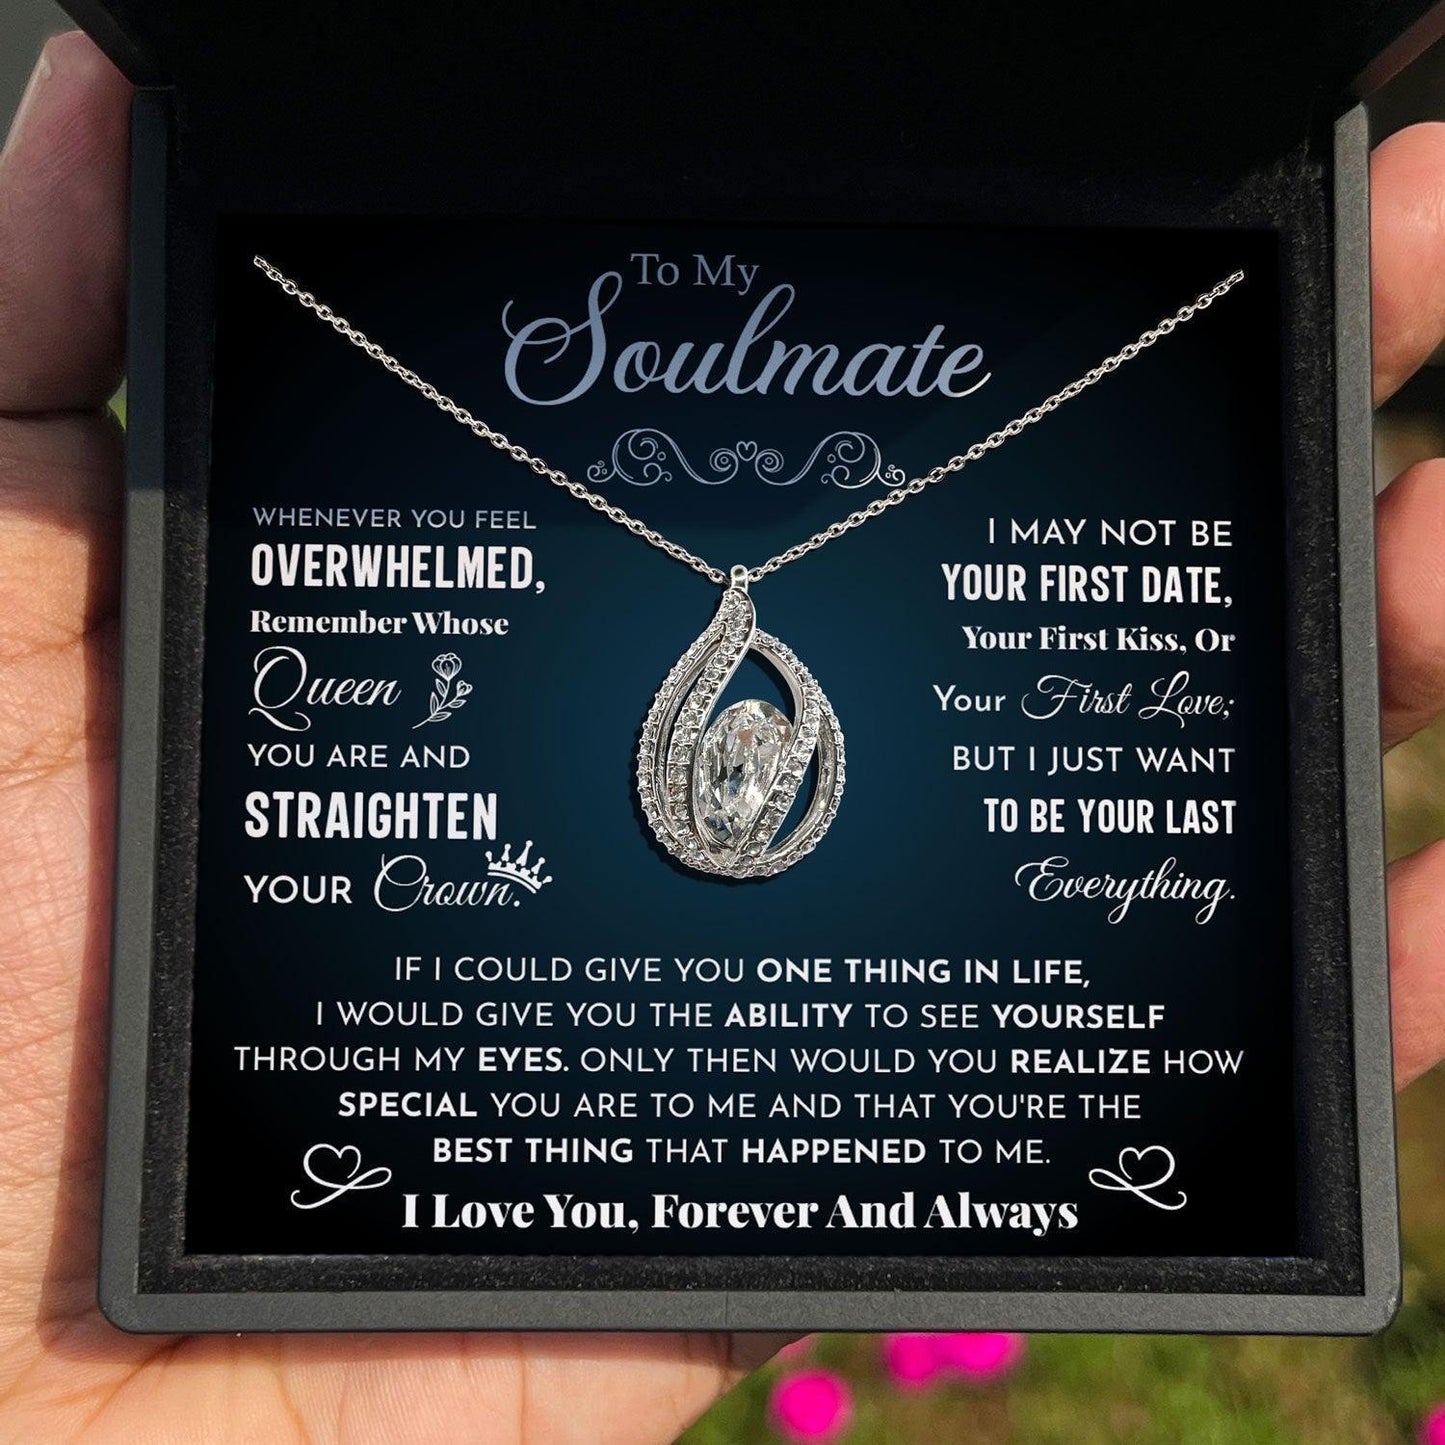 To My
Soulmate
WHENEVER YOU FEEL
OVERWHELMED,
Remember Whose
Queen
YOU ARE AND
STRAIGHTEN
YOUR Crown.
I MAY NOT BE
YOUR FIRST DATE,
Your First Kiss, Or
Your First Love;
BUT I JUST WANT
TO BE YOUR LAST
Everything.
IF I COULD GIVE YOU ONE THING IN LIFE,
I WOULD GIVE YOU THE ABILITY TO SEE YOURSELF
THROUGH MY EYES. ONLY THEN WOULD YOU REALIZE HOW
SPECIAL YOU ARE TO ME AND THAT YOU'RE THE
BEST THING THAT HAPPENED TO ME.
I Love You, Forever And Always